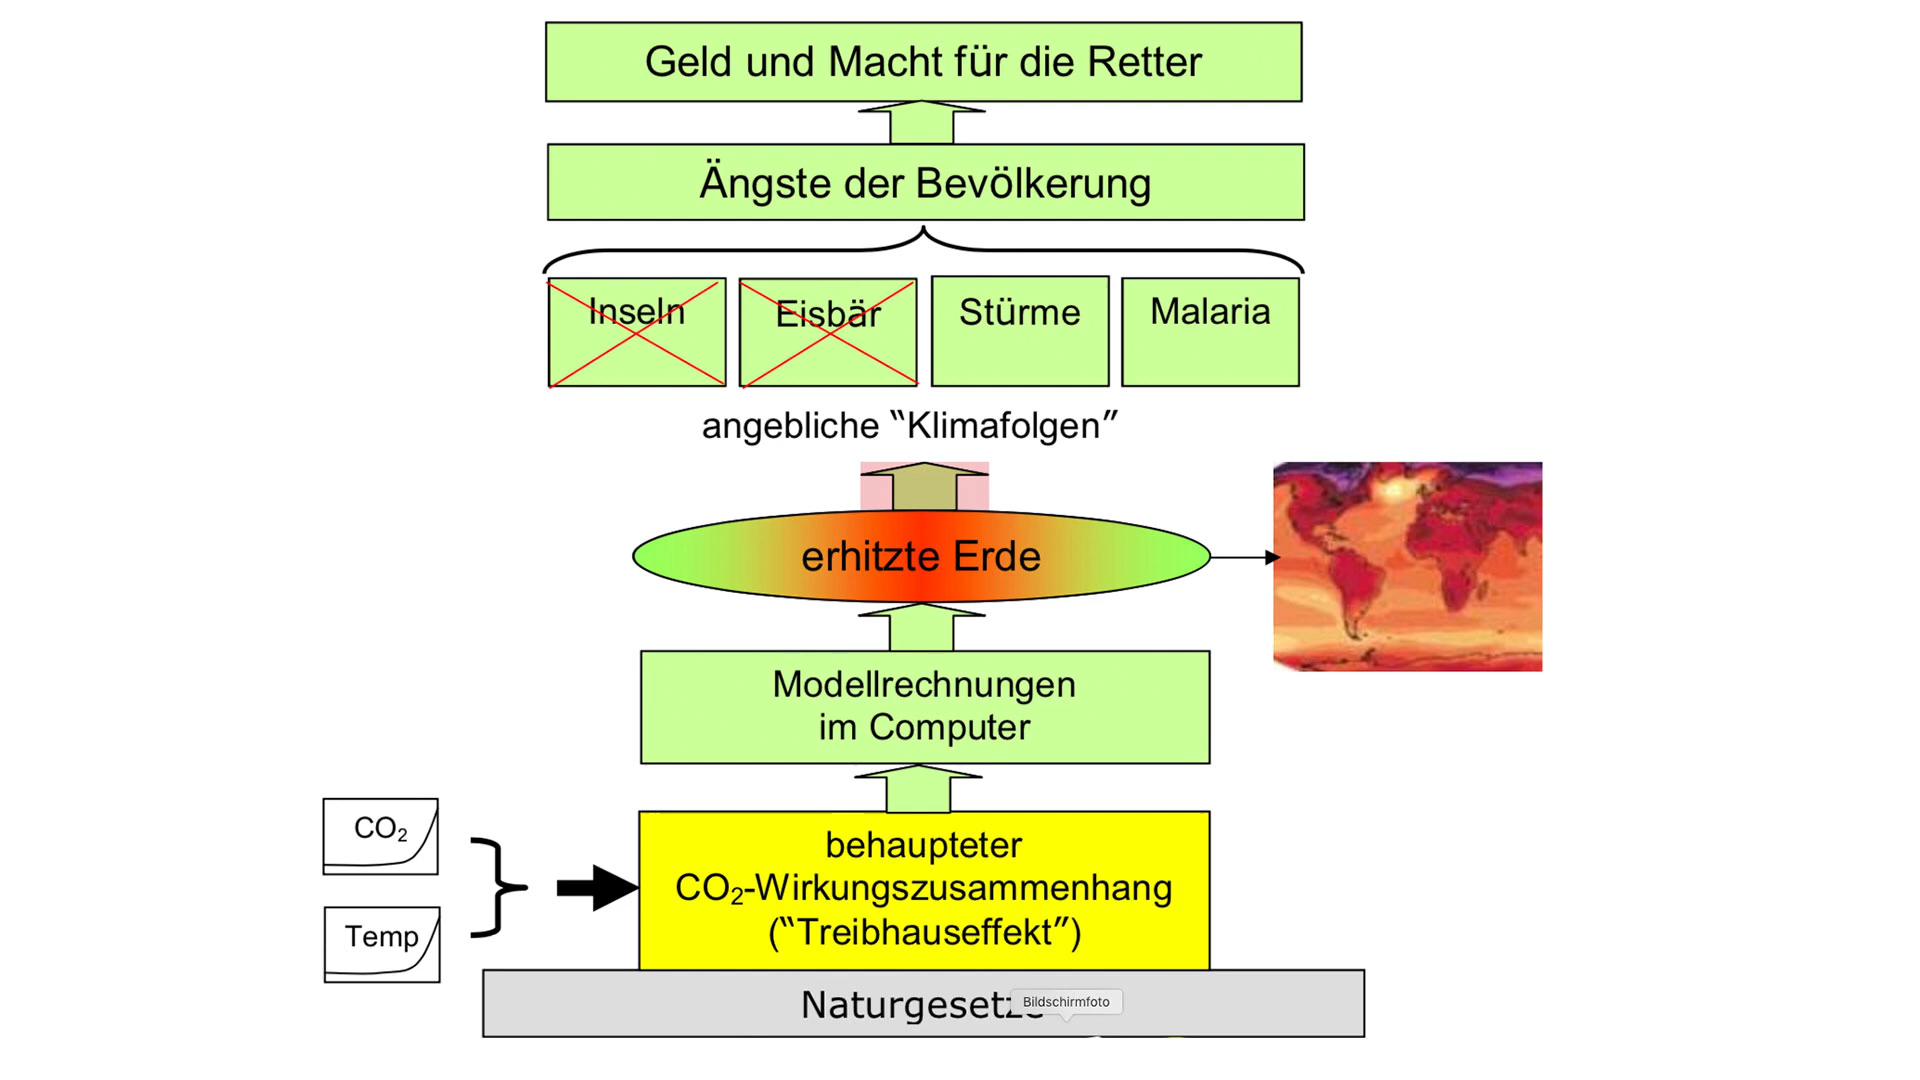 Geld und Macht für die Retter
Ängste der Bevölkerung
Inseln
Eisbär
Stürme
Malaria
angebliche “Klimafolgen”
erhitzte Erde
Modellrechnungen
im Computer
CO₂
Temp
behaupteter
CO₂-Wirkungszusammenhang
(“Treibhauseffekt”)
Naturgesetze
Bildschirmfoto